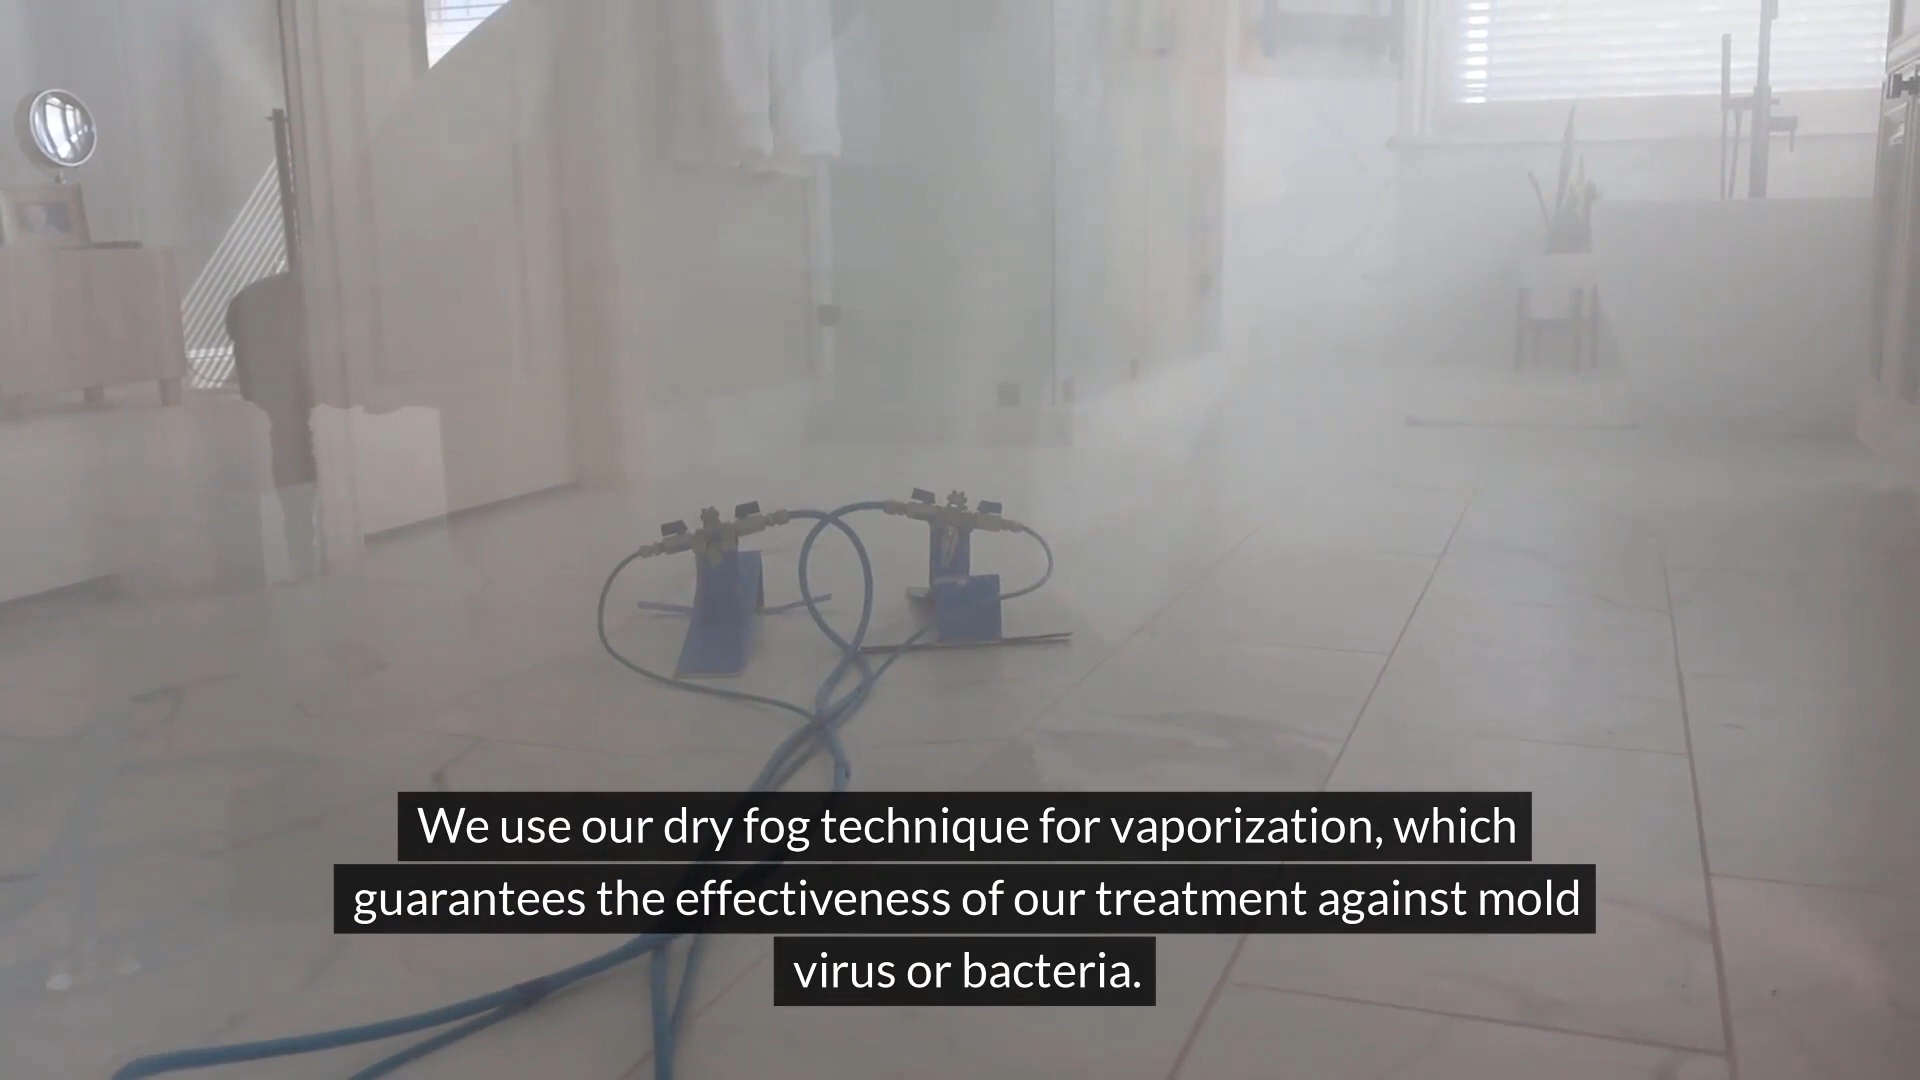 We use our dry fog technique for vaporization, which
guarantees the effectiveness of our treatment against mold
virus or bacteria.